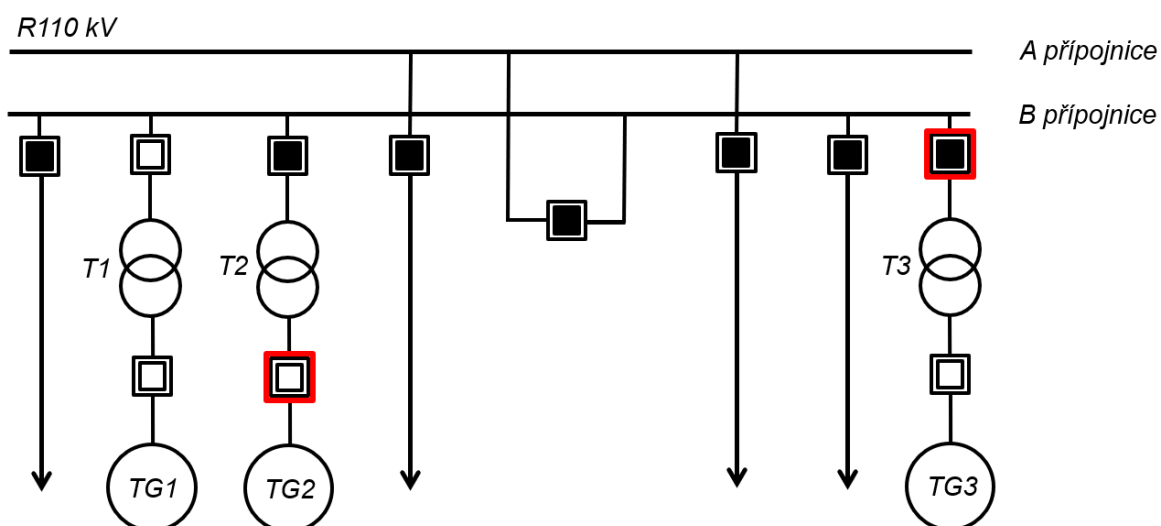 R110 kV
A přípojnice
B přípojnice
T1
T2
T3
TG1
TG2
TG3